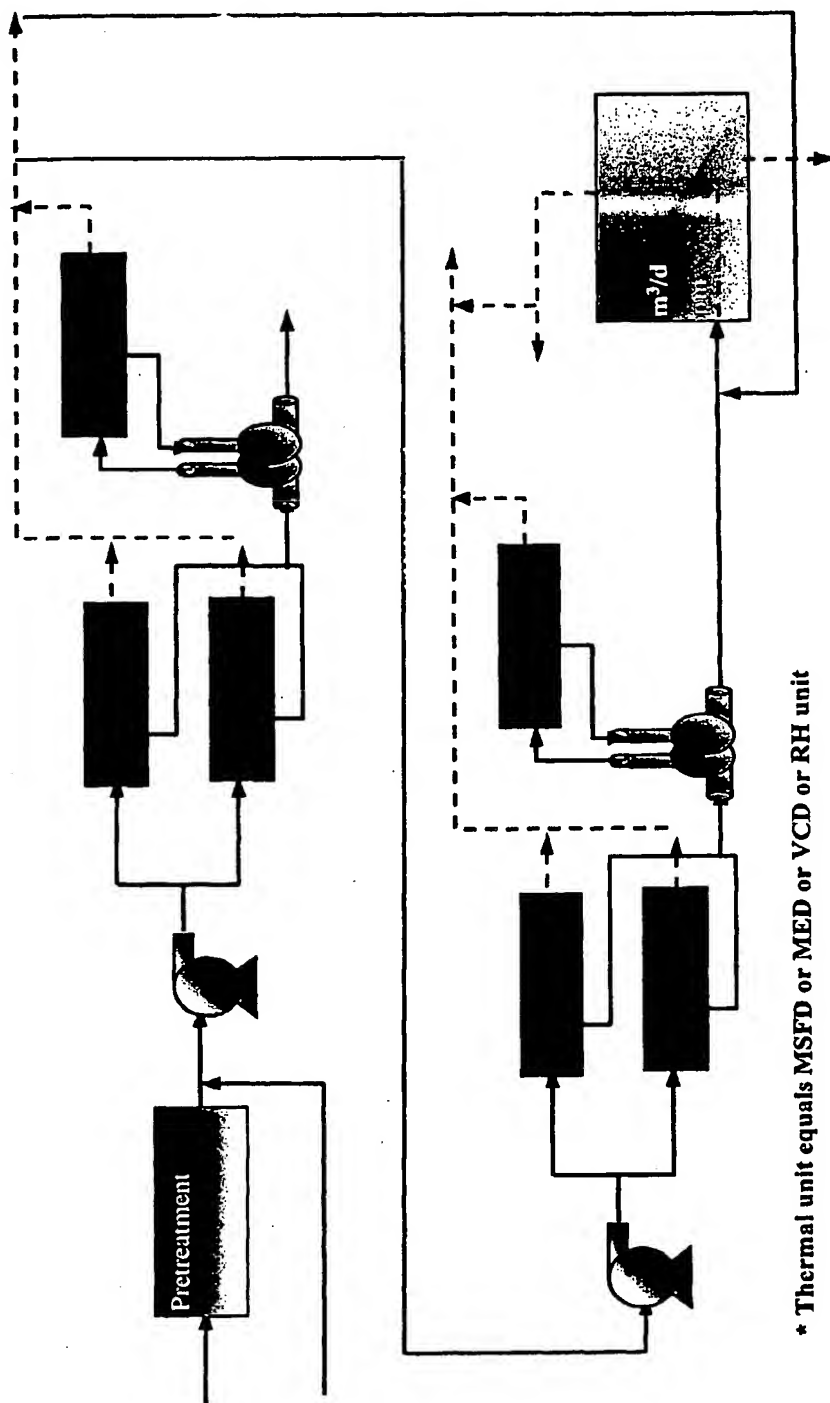 Pretreatment
m³/d
* Thermal unit equals MSFD or MED or VCD or RH unit